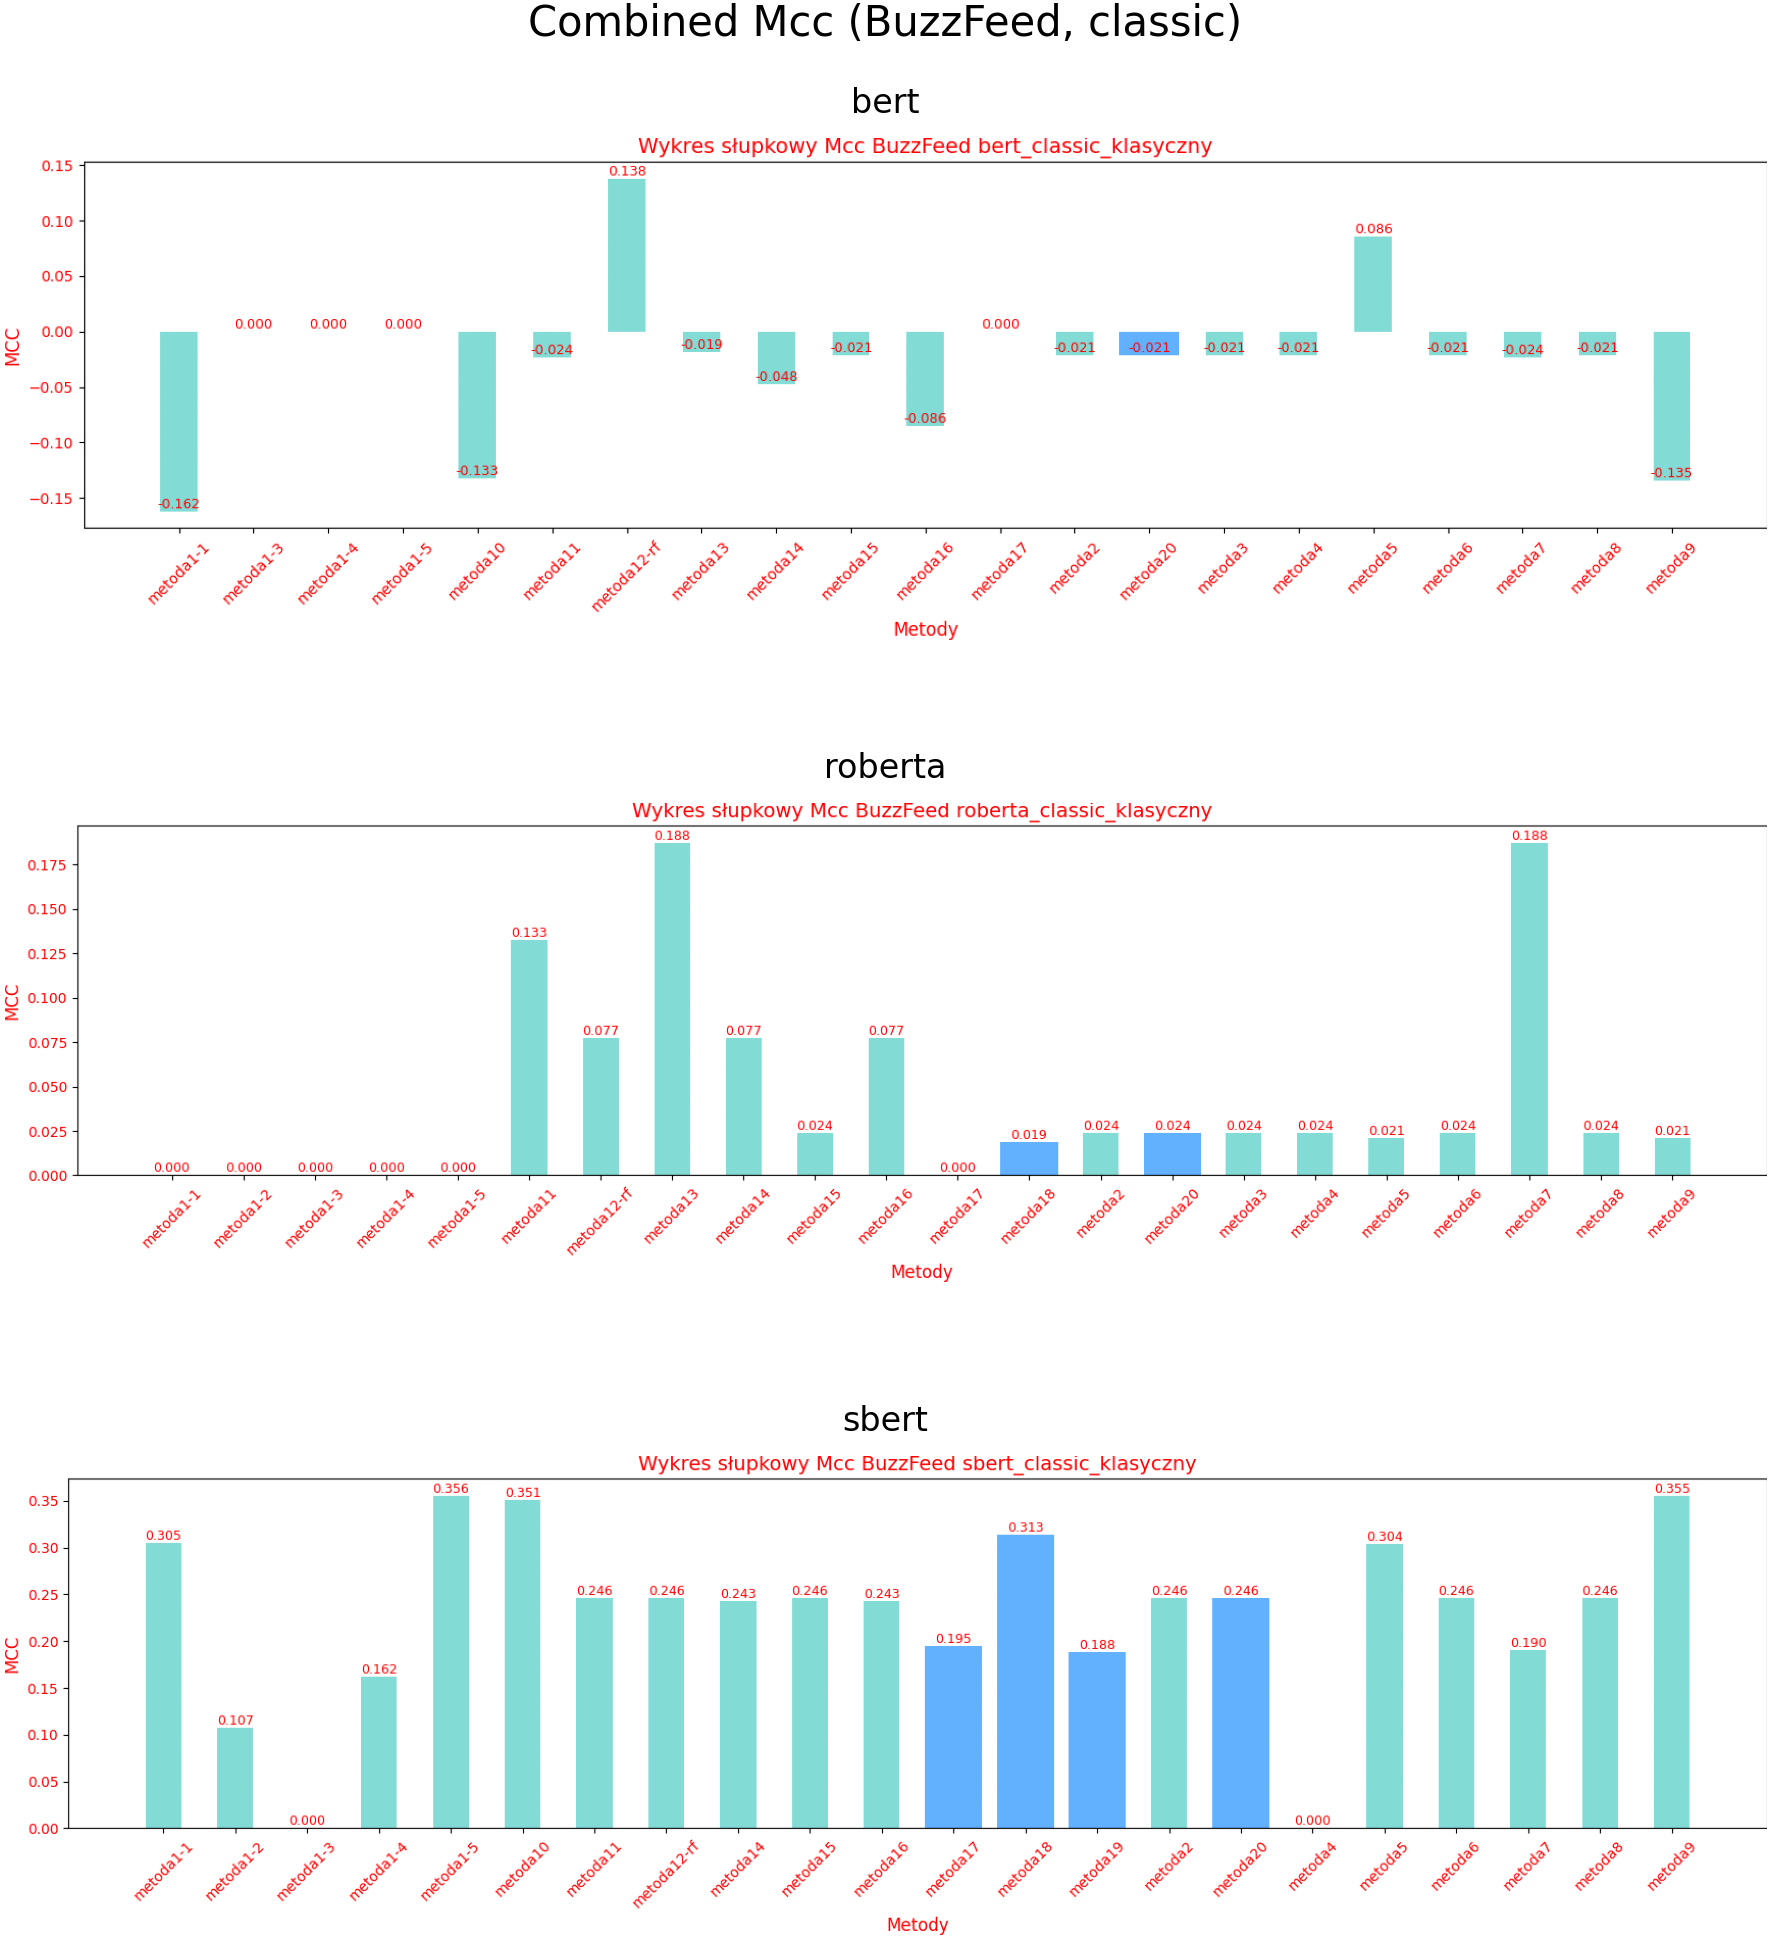 Combined Mcc (BuzzFeed, classic)
bert
Wykres słupkowy Mcc BuzzFeed bert_classic_klasyczny
0.15
0.10
0.05
0.00
−0.05
−0.10
−0.15
MCC
-0.162
0.000
0.000
0.000
-0.133
-0.024
0.138
-0.019
-0.048
-0.021
-0.086
0.000
-0.021
-0.021
-0.021
-0.021
0.086
-0.021
-0.024
-0.021
-0.135
metoda1-1
metoda1-3
metoda1-4
metoda1-5
metoda10
metoda11
metoda12-rf
metoda13
metoda14
metoda15
metoda16
metoda17
metoda2
metoda20
metoda3
metoda4
metoda5
metoda6
metoda7
metoda8
metoda9
Metody
roberta
Wykres słupkowy Mcc BuzzFeed roberta_classic_klasyczny
0.175
0.150
0.125
0.100
0.075
0.050
0.025
0.000
MCC
0.000
0.000
0.000
0.000
0.000
0.133
0.077
0.188
0.077
0.024
0.077
0.000
0.019
0.024
0.024
0.024
0.024
0.021
0.024
0.188
0.024
0.021
metoda1-1
metoda1-2
metoda1-3
metoda1-4
metoda1-5
metoda11
metoda12-rf
metoda13
metoda14
metoda15
metoda16
metoda17
metoda18
metoda2
metoda20
metoda3
metoda4
metoda5
metoda6
metoda7
metoda8
metoda9
Metody
sbert
Wykres słupkowy Mcc BuzzFeed sbert_classic_klasyczny
0.35
0.30
0.25
0.20
0.15
0.10
0.05
0.00
MCC
0.305
0.107
0.000
0.162
0.356
0.351
0.246
0.246
0.243
0.246
0.243
0.195
0.313
0.188
0.246
0.246
0.000
0.304
0.246
0.190
0.246
0.355
metoda1-1
metoda1-2
metoda1-3
metoda1-4
metoda1-5
metoda10
metoda11
metoda12-rf
metoda14
metoda15
metoda16
metoda17
metoda18
metoda19
metoda2
metoda20
metoda4
metoda5
metoda6
metoda7
metoda8
metoda9
Metody